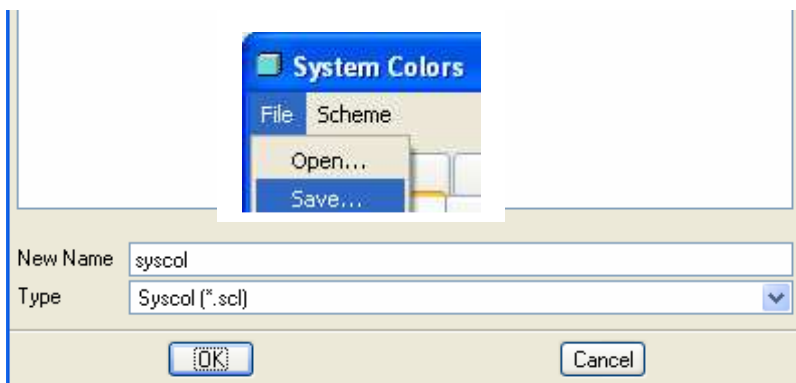 System Colors
File Scheme
Open...
Save...
New Name syscol
Type Syscol (*.scl)
OK Cancel